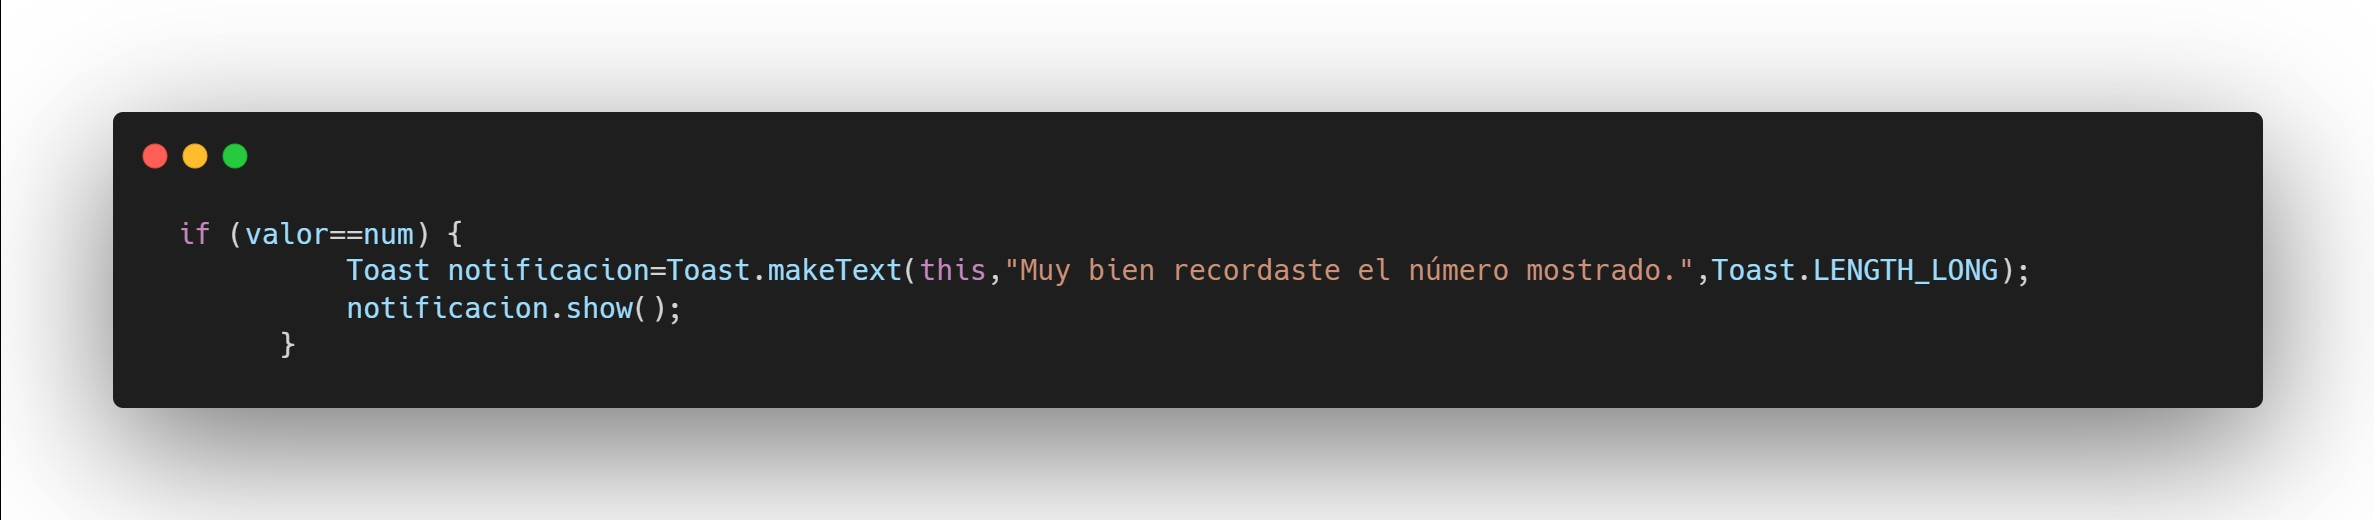 if (valor==num) {
Toast notificacion=Toast.makeText(this,"Muy bien recordaste el número mostrado.",Toast.LENGTH_LONG);
notificacion.show();
}